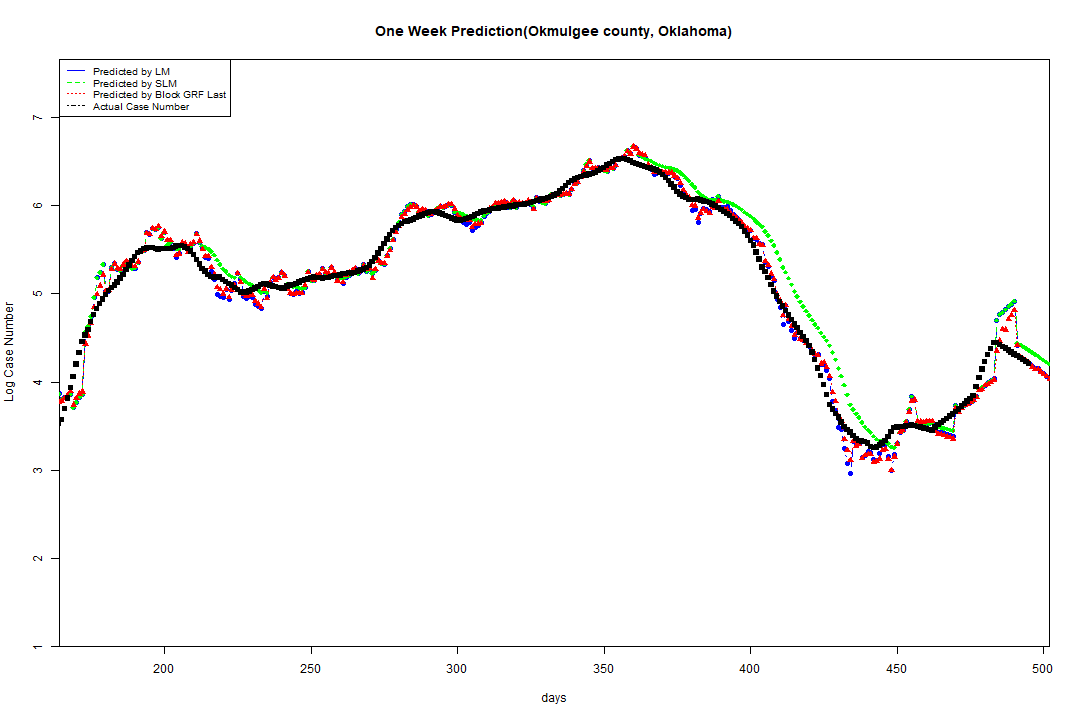 One Week Prediction(Okmulgee county, Oklahoma)
Predicted by LM
Predicted by SLM
Predicted by Block GRF Last
Actual Case Number
7
6
5
4
3
2
1
Log Case Number
200 250 300 350 400 450 500
days